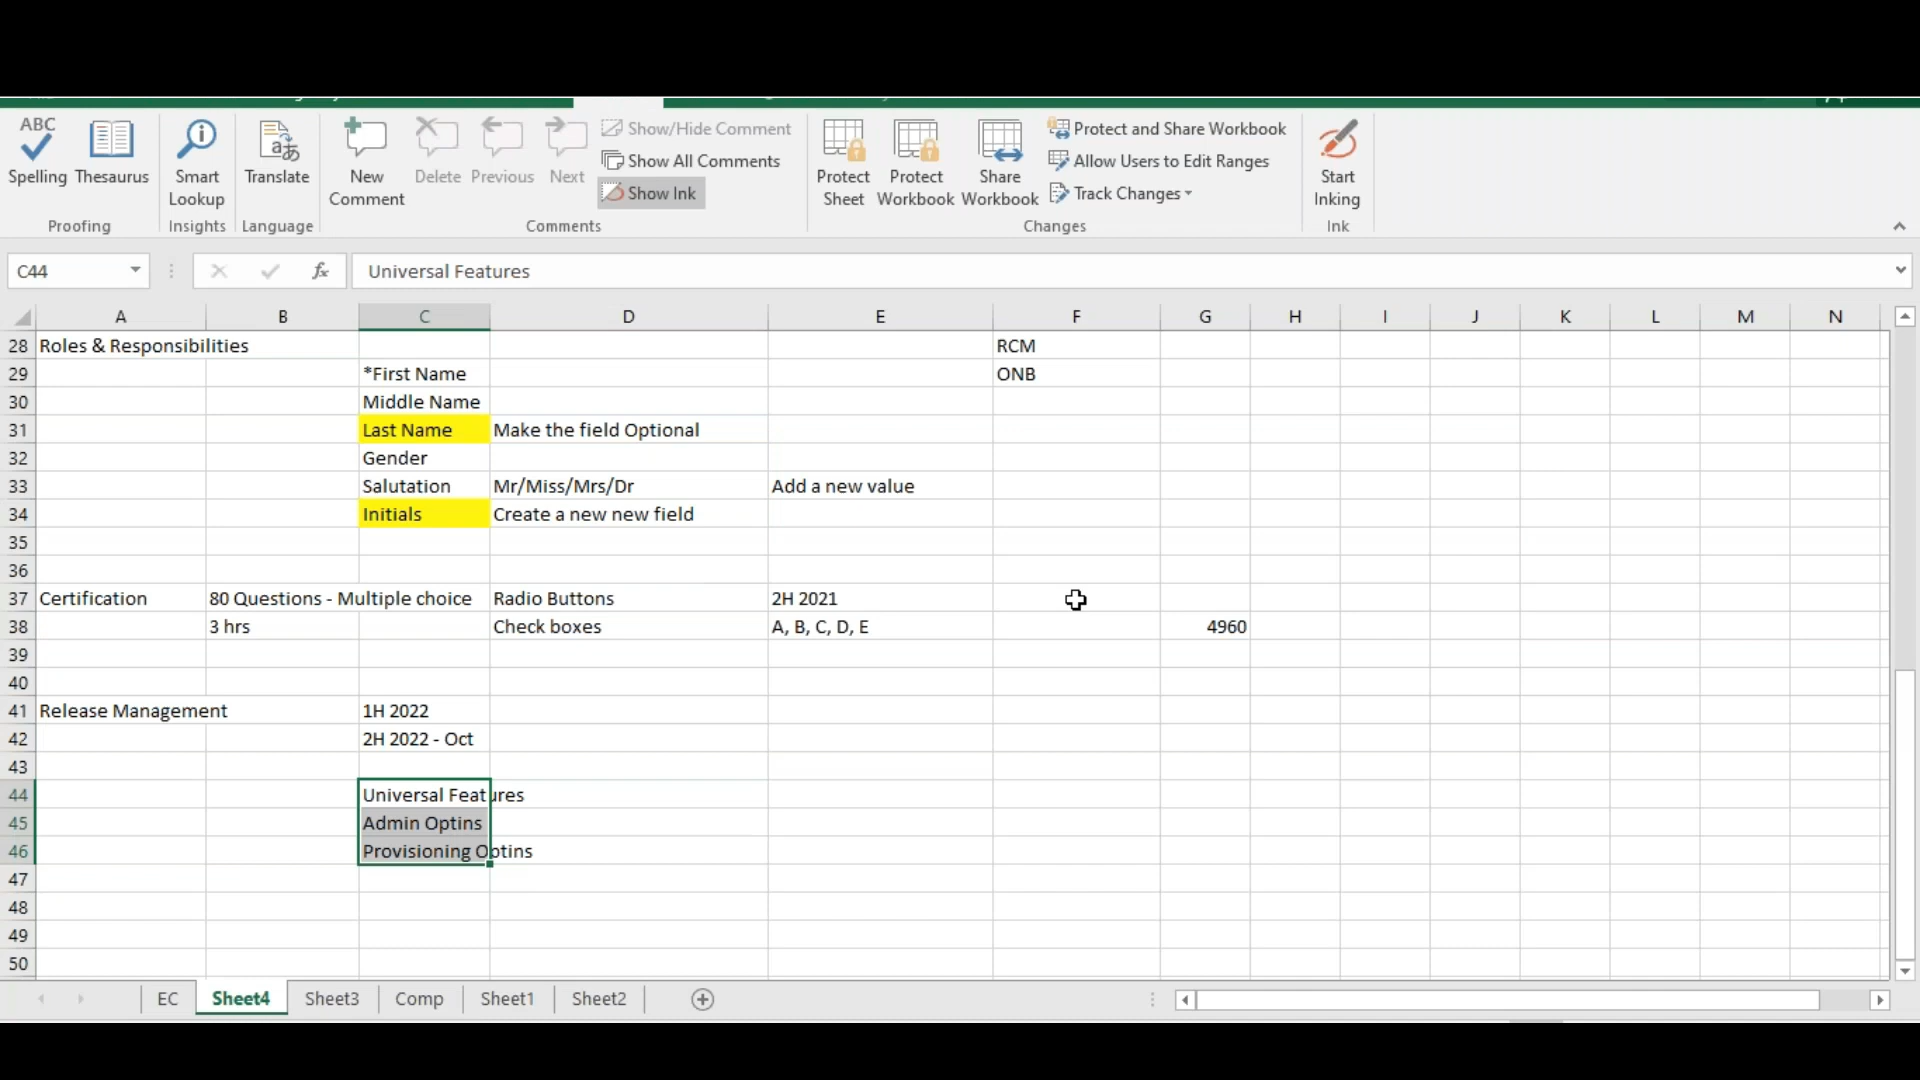 ABC
Spelling
Thesaurus
Proofing
Smart Lookup
Insights
Translate
Language
New Comment
Delete
Previous
Next
Show/Hide Comment
Show All Comments
Show Ink
Comments
Protect Sheet
Protect Workbook
Share Workbook
Protect and Share Workbook
Allow Users to Edit Ranges
Track Changes
Changes
Start Inking
Ink
C44 fx Universal Features
A B C D E F G H I J K L M N
28 Roles & Responsibilities RCM
29 *First Name ONB
30 Middle Name
31 Last Name Make the field Optional
32 Gender
33 Salutation Mr/Miss/Mrs/Dr Add a new value
34 Initials Create a new new field
35
36
37 Certification 80 Questions - Multiple choice Radio Buttons 2H 2021
38 3 hrs Check boxes A, B, C, D, E 4960
39
40
41 Release Management 1H 2022
42 2H 2022 - Oct
43
44 Universal Features
45 Admin Optins
46 Provisioning Optins
47
48
49
50
EC Sheet4 Sheet3 Comp Sheet1 Sheet2